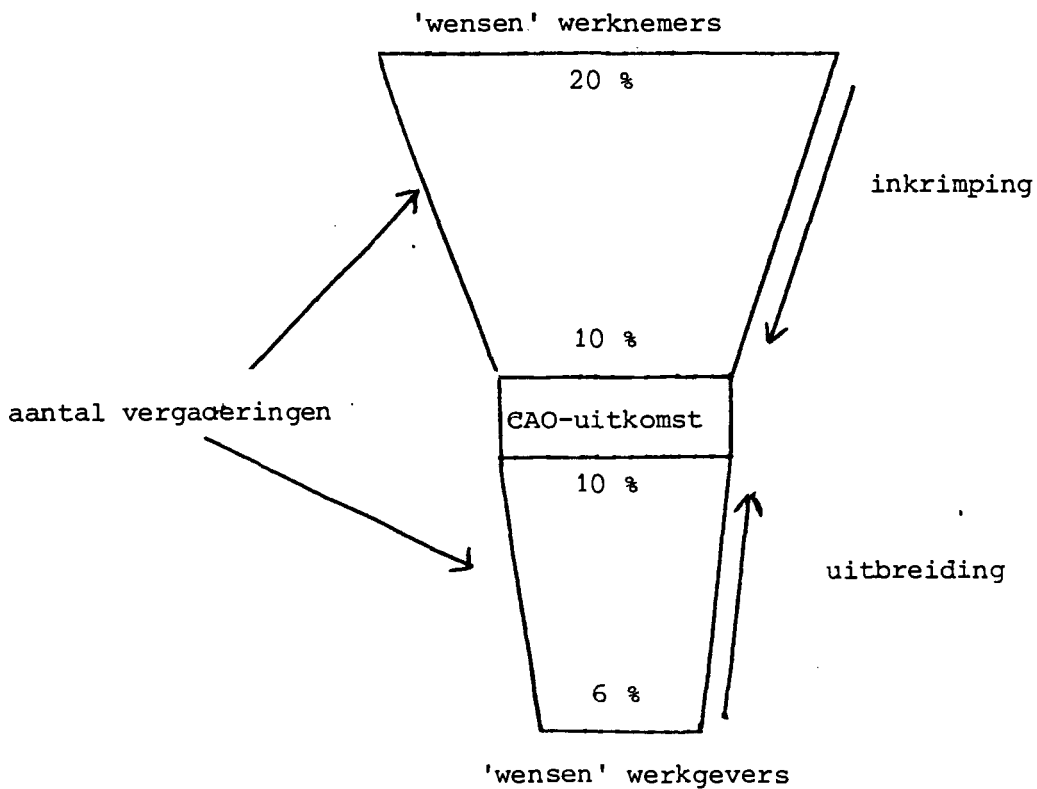 'wensen' werknemers
20 %
inkrimping
10 %
aantal vergaderingen
CAO-uitkomst
10 %
uitbreiding
6 %
'wensen' werkgevers